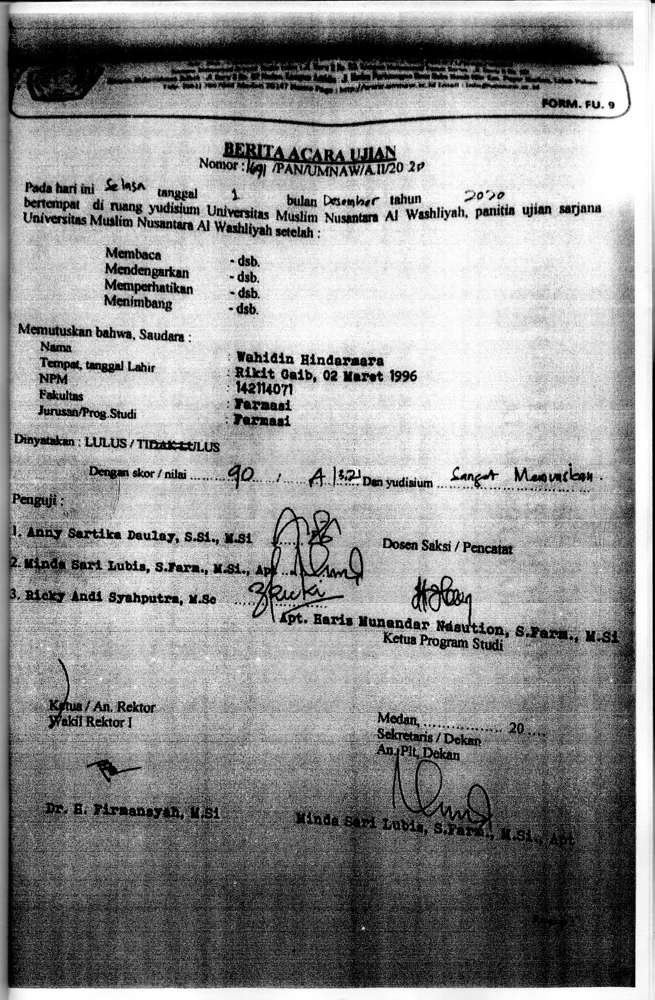 FORM. FU. 9
BERITA ACARA UJIAN
Nomor : 1691 /PAN/UMNAW/A.II/20 20
Pada hari ini Selasa tanggal 1 bulan Desember tahun 2020
bertempat di ruang yudisium Universitas Muslim Nusantara Al Washliyah, panitia ujian sarjana
Universitas Muslim Nusantara Al Washliyah setelah :
Membaca - dsb.
Mendengarkan - dsb.
Memperhatikan - dsb.
Menimbang - dsb.
Memutuskan bahwa, Saudara :
Nama : Wahidin Hindarmara
Tempat, tanggal Lahir : Rikit Gaib, 02 Maret 1996
NPM : 142114071
Fakultas : Farmasi
Jurusan/Prog.Studi : Farmasi
Dinyatakan : LULUS / TIDAK LULUS
Dengan skor / nilai .......... 90 ....../...... A | 3,21 Dan yudisium .. Sangat Memuaskan.
Penguji :
1. Anny Sartika Daulay, S.Si., M.Si
Dosen Saksi / Pencatat
2. Minda Sari Lubis, S.Farm., M.Si., Apt
3. Ricky Andi Syahputra, M.Sc
Apt. Haris Munandar Nasution, S.Farm., M.Si
Ketua Program Studi
Ketua / An. Rektor
Wakil Rektor I
Medan, .................. 20 ....
Sekretaris / Dekan
An. Plt, Dekan
Dr. H. Firmansyah, M.Si
Minda Sari Lubis, S.Farm., M.Si., Apt